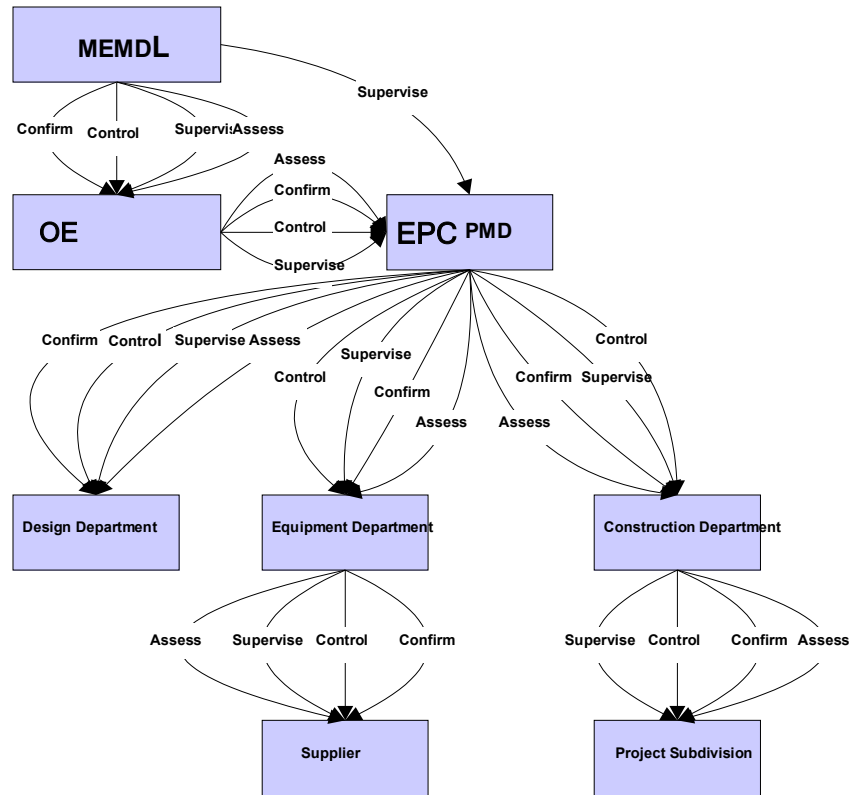 MEMDL
Supervise
Confirm Control Supervise Assess
Assess
Confirm
Control
Supervise
OE
EPC PMD
Confirm Control Supervise Assess
Control Supervise Confirm Assess
Assess Confirm Supervise Control
Design Department
Equipment Department
Construction Department
Assess Supervise Control Confirm
Supervise Control Confirm Assess
Supplier
Project Subdivision